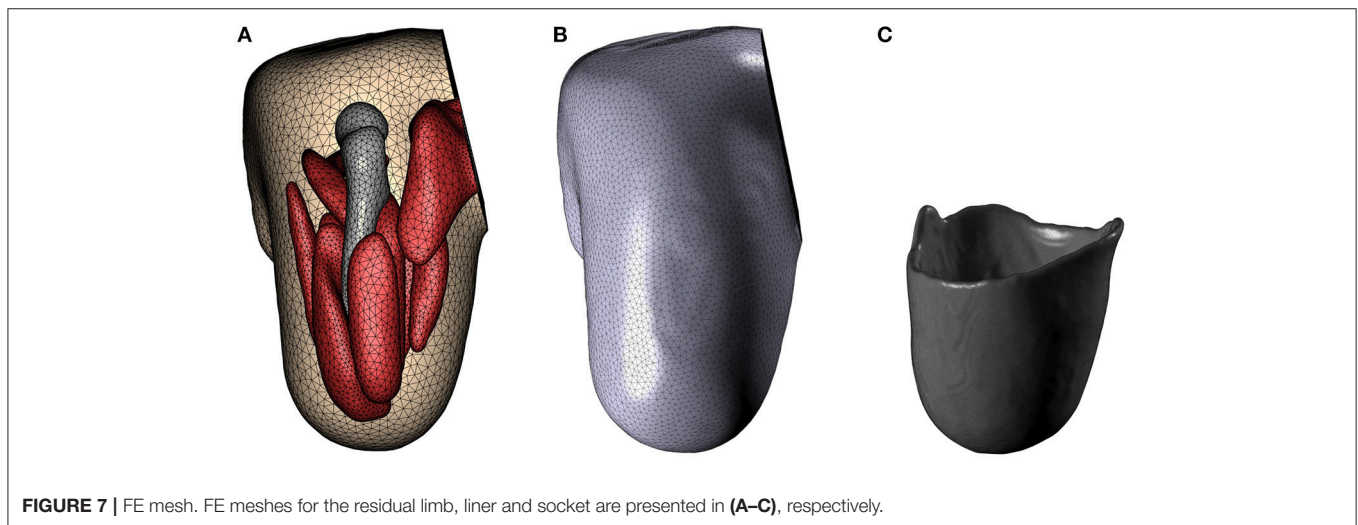 A B C
FIGURE 7 | FE mesh. FE meshes for the residual limb, liner and socket are presented in (A–C), respectively.